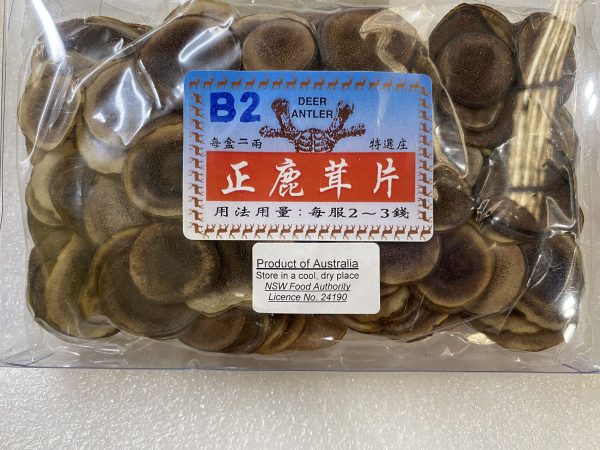 B2
DEER
ANTLER
每盒二兩
特選庄
正鹿茸片
用法用量：每服2～3錢
Product of Australia
Store in a cool, dry place
NSW Food Authority
Licence No. 24190